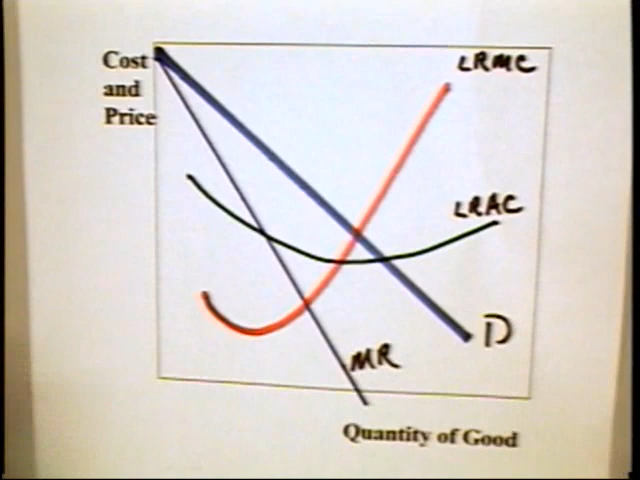 Cost
and
Price
LRMC
LRAC
D
MR
Quantity of Good